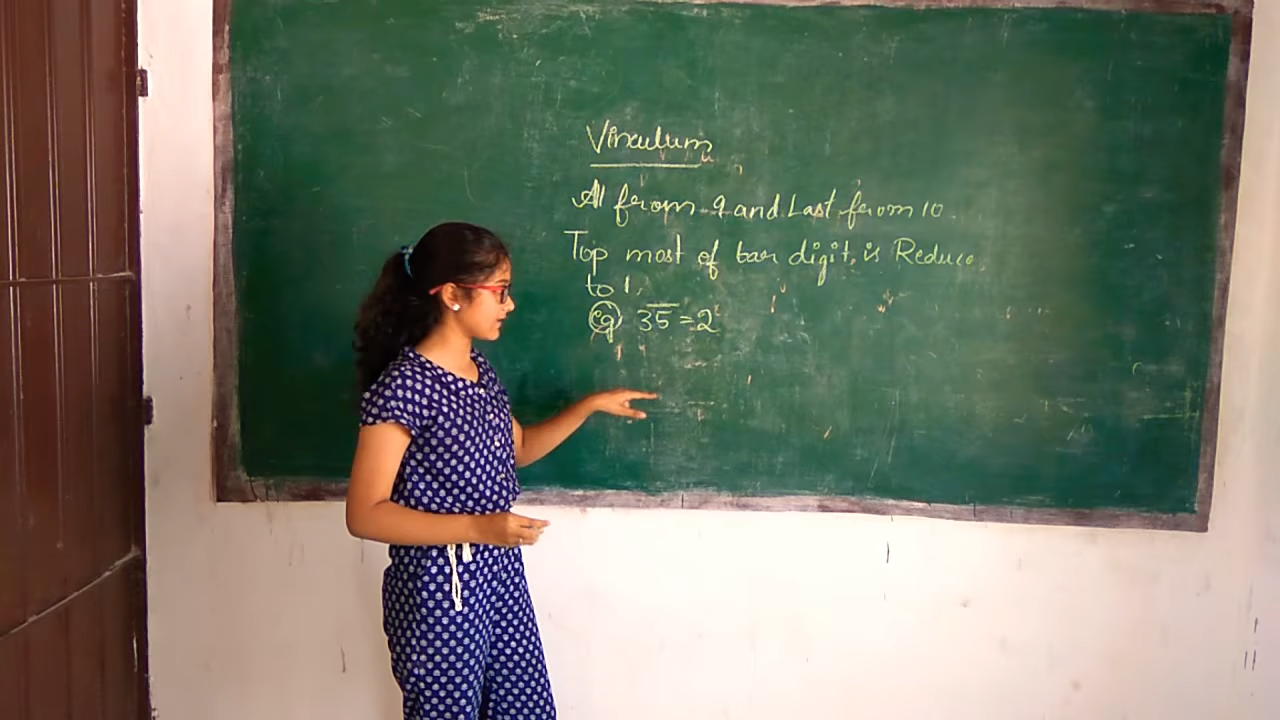 Vinculum
All from 9 and Last from 10
Top most of bar digit, is Reduce
to 1.
eg 35̅ = 2